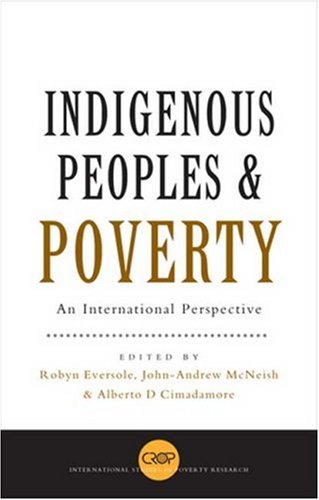 INDIGENOUS
PEOPLES &
POVERTY
An International Perspective
EDITED BY
Robyn Eversole, John-Andrew McNeish
& Alberto D Cimadamore
CROP
INTERNATIONAL STUDIES IN POVERTY RESEARCH